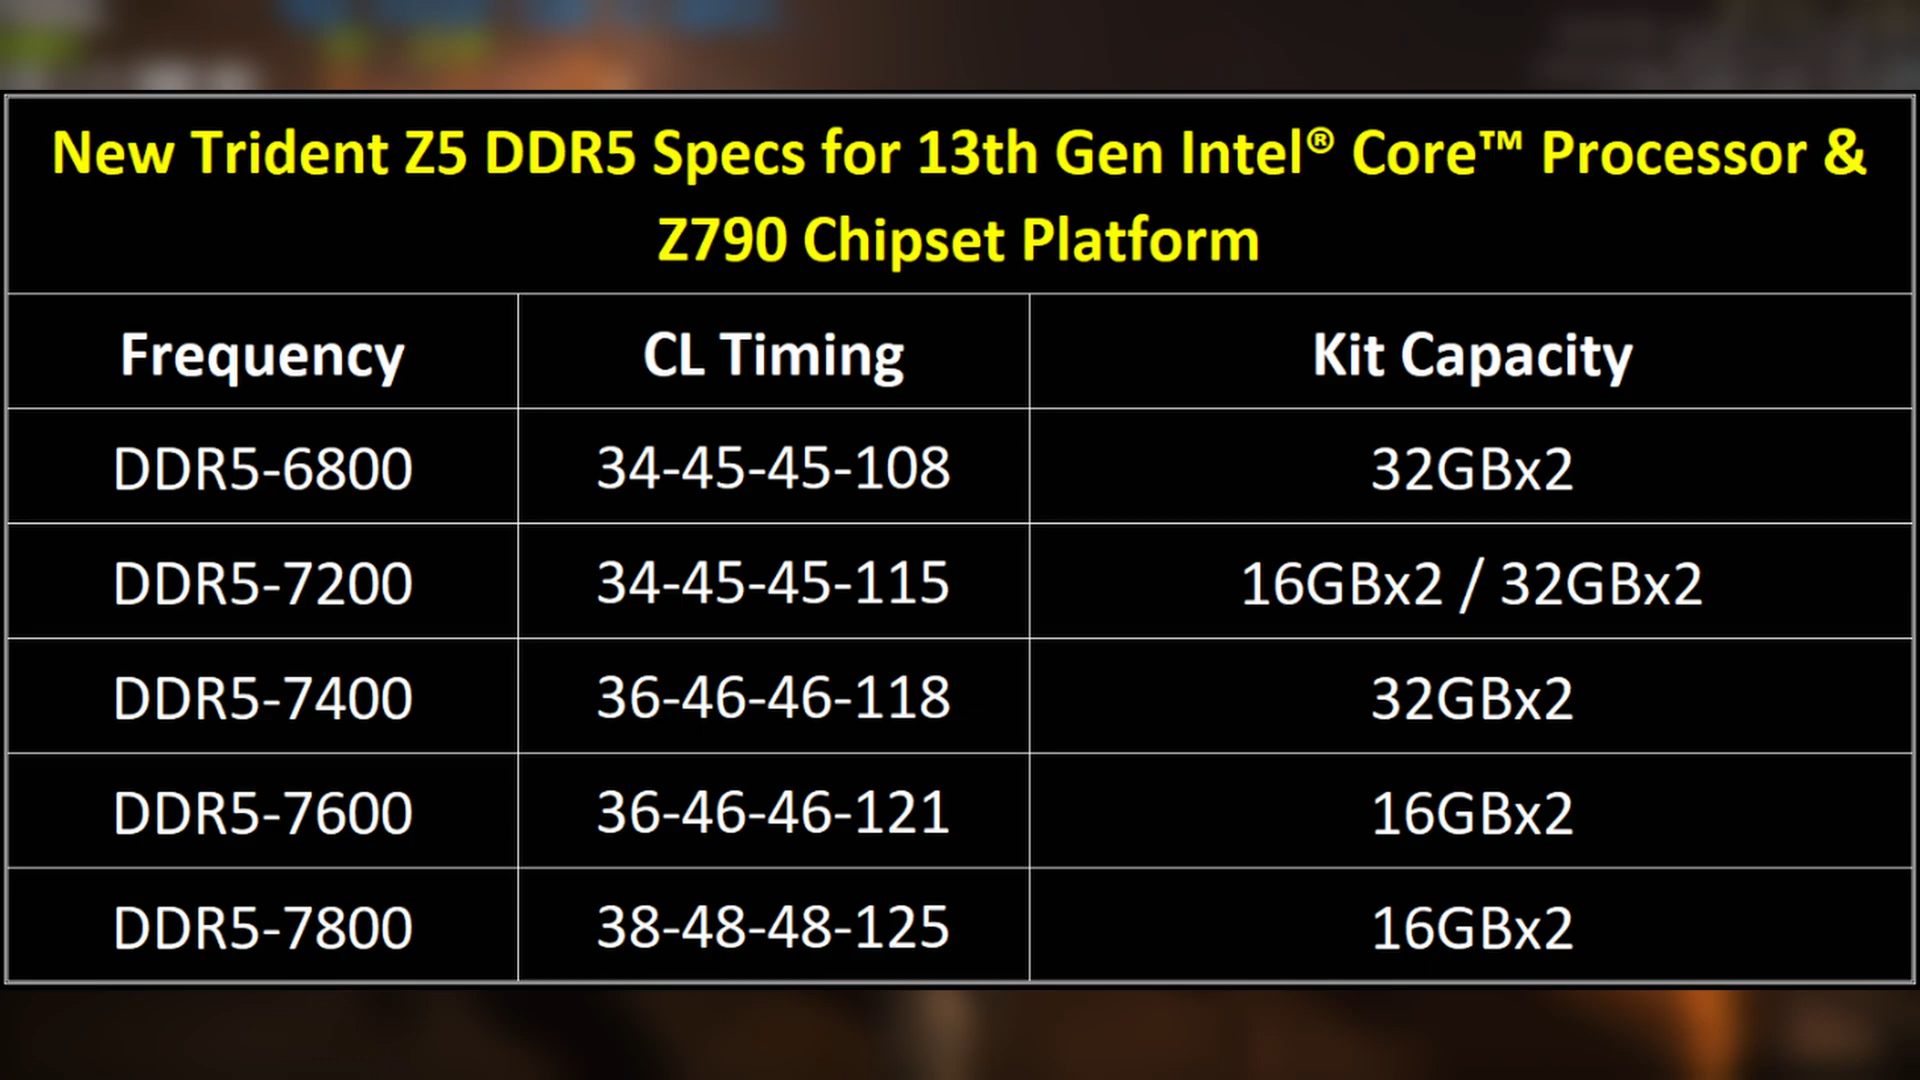 New Trident Z5 DDR5 Specs for 13th Gen Intel® Core™ Processor &
Z790 Chipset Platform
Frequency CL Timing Kit Capacity
DDR5-6800 34-45-45-108 32GBx2
DDR5-7200 34-45-45-115 16GBx2 / 32GBx2
DDR5-7400 36-46-46-118 32GBx2
DDR5-7600 36-46-46-121 16GBx2
DDR5-7800 38-48-48-125 16GBx2